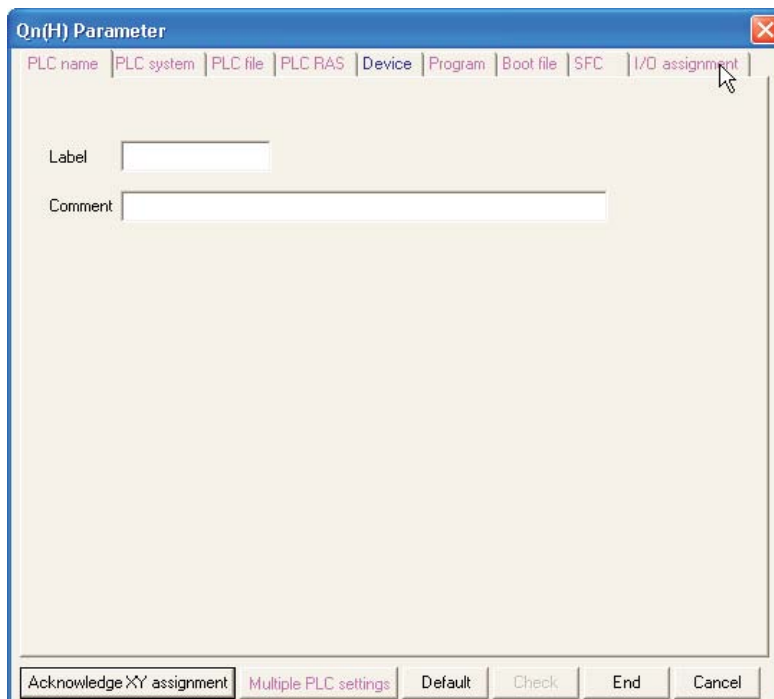 Qn(H) Parameter
PLC name PLC system PLC file PLC RAS Device Program Boot file SFC I/O assignment
Label
Comment
Acknowledge XY assignment Multiple PLC settings Default Check End Cancel